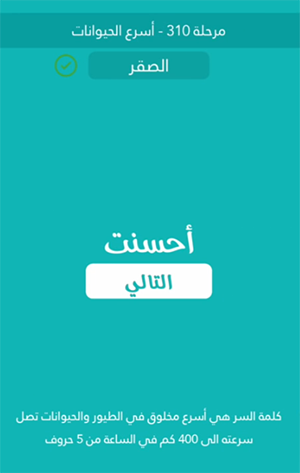 مرحلة 310 - أسرع الحيوانات
الصقر
أحسنت
التالي
كلمة السر هي أسرع مخلوق في الطيور والحيوانات تصل
سرعته الى 400 كم في الساعة من 5 حروف